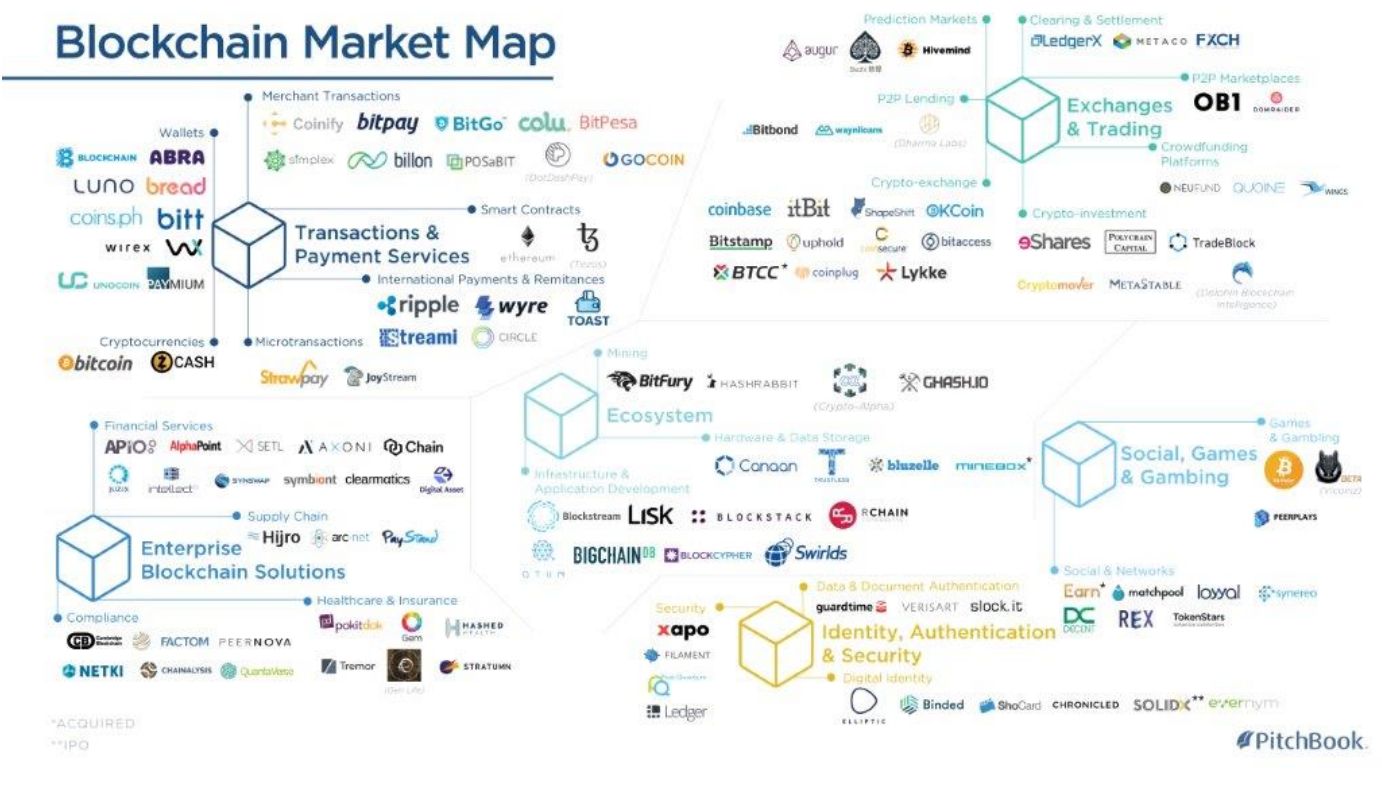 Blockchain Market Map
Merchant Transactions
Coinify bitpay BitGo colu. BitPesa
simplex billon POSaBIT (DotDashPay) GOCOIN
Wallets
BLOCKCHAIN ABRA
LUNO bread
coins.ph bitt
wirex
UNOCOIN PAYMIUM
Transactions &
Payment Services
Smart Contracts
ethereum (Tezos)
International Payments & Remitances
ripple wyre TOAST
Streami CIRCLE
Cryptocurrencies
bitcoin ZCASH
Microtransactions
Strawpay JoyStream
Prediction Markets
augur Hivemind
P2P Lending
Bitbond wayniloans (Dharma Labs)
Crypto-exchange
coinbase itBit ShapeShift OKCoin
Bitstamp uphold coinsecure bitaccess
BTCC* coinplug Lykke
Clearing & Settlement
LedgerX METACO FXCH
P2P Marketplaces
OB1 DOMRAIDER
Exchanges
& Trading
Crowdfunding
Platforms
NEUFUND QUOINE WINGS
Crypto-investment
eShares POLYCHAIN CAPITAL TradeBlock
Cryptomover METASTABLE (Dolphin Blockchain
Intelligence)
Mining
BitFury HASHRABBIT (Crypto-Alpha) GHASH.IO
Ecosystem
Hardware & Data Storage
Canaan TRUSTLESS bluzelle MINEBOX*
Infrastructure &
Application Development
Blockstream LISK BLOCKSTACK RCHAIN
QTUM BIGCHAINDB BLOCKCYPHER Swirlds
Financial Services
APIO AlphaPoint SETL AXONI Chain
juzix intellect SYNSWAP symbiont clearmatics Digital Asset
Supply Chain
Hijro arc-net PayStand
Enterprise
Blockchain Solutions
Compliance
CB Cambridge Blockchain FACTOM PEERNOVA
NETKI CHAINALYSIS QuantaVerse
Healthcare & Insurance
pokitdok Gem HASHED HEALTH
Tremor STRATUMN
Social, Games
& Gambling
Games
& Gambling
BETA
PEERPLAYS
Social & Networks
Earn* matchpool loyyal synereo
DC DECENT REX TokenStars
Data & Document Authentication
guardtime VERISART slock.it
Security
xapo
FILAMENT
Ledger
Identity, Authentication
& Security
Digital Identity
ELLIPTIC Binded ShoCard CHRONICLED SOLIDX** evernym
*ACQUIRED
**IPO
PitchBook.